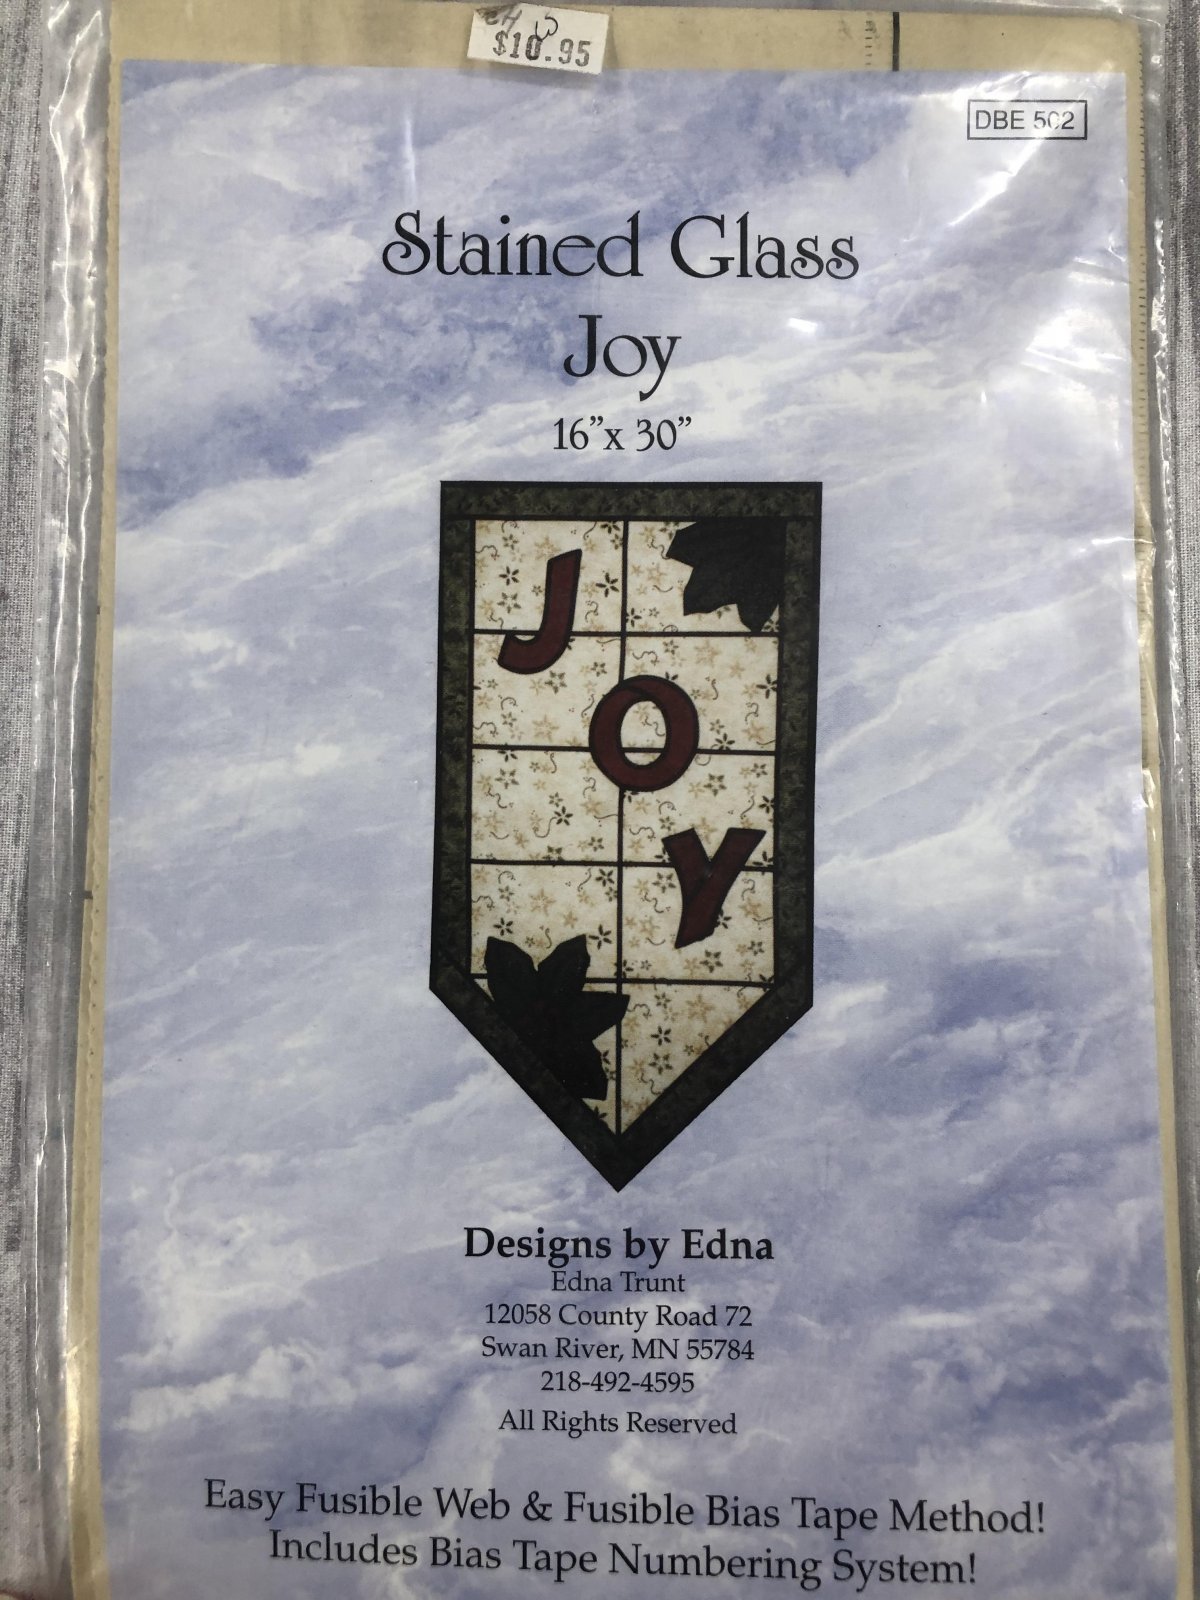 $10.95
DBE 502
Stained Glass
Joy
16”x 30”
J
O
Y
Designs by Edna
Edna Trunt
12058 County Road 72
Swan River, MN 55784
218-492-4595
All Rights Reserved
Easy Fusible Web & Fusible Bias Tape Method!
Includes Bias Tape Numbering System!